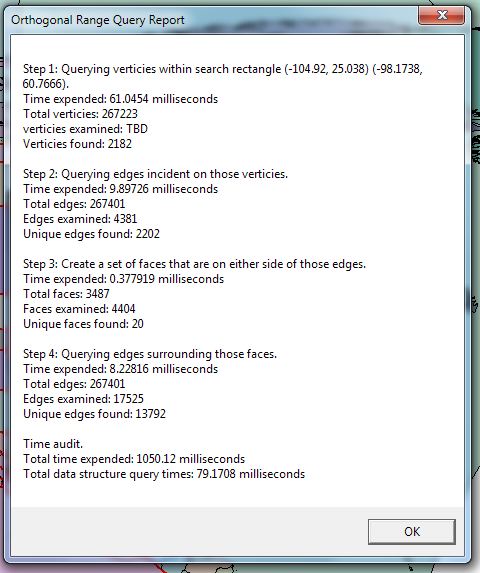 Orthogonal Range Query Report
Step 1: Querying verticies within search rectangle (-104.92, 25.038) (-98.1738,
60.7666).
Time expended: 61.0454 milliseconds
Total verticies: 267223
verticies examined: TBD
Verticies found: 2182
Step 2: Querying edges incident on those verticies.
Time expended: 9.89726 milliseconds
Total edges: 267401
Edges examined: 4381
Unique edges found: 2202
Step 3: Create a set of faces that are on either side of those edges.
Time expended: 0.377919 milliseconds
Total faces: 3487
Faces examined: 4404
Unique faces found: 20
Step 4: Querying edges surrounding those faces.
Time expended: 8.22816 milliseconds
Total edges: 267401
Edges examined: 17525
Unique edges found: 13792
Time audit.
Total time expended: 1050.12 milliseconds
Total data structure query times: 79.1708 milliseconds
OK